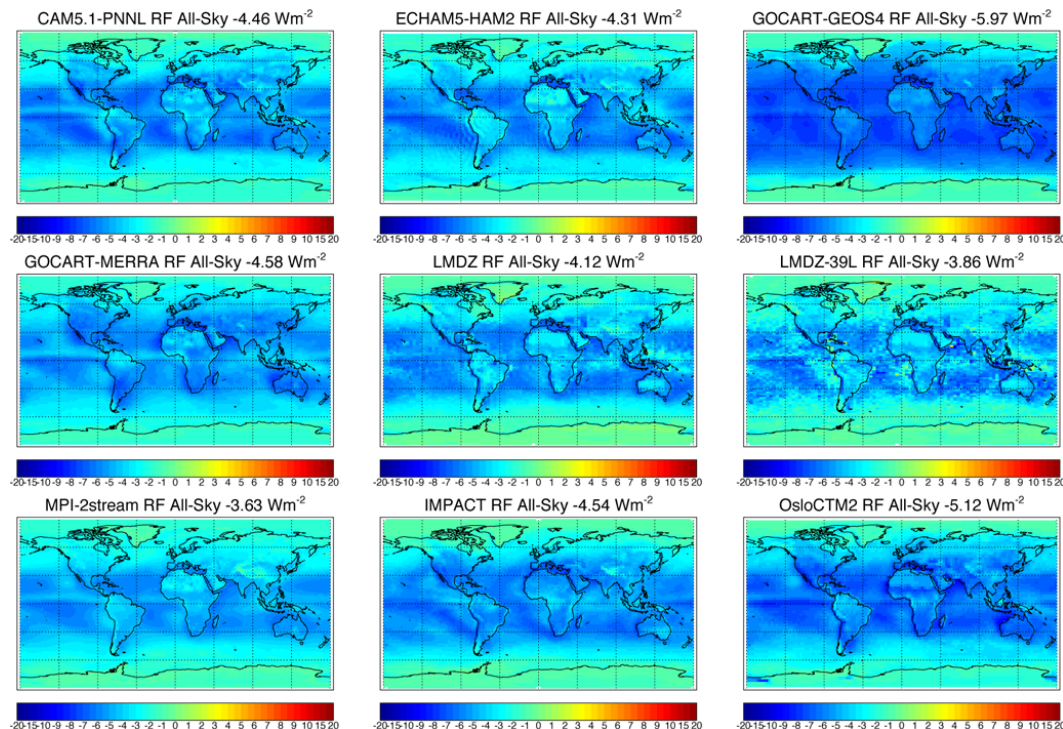 CAM5.1-PNNL RF All-Sky -4.46 Wm⁻²
ECHAM5-HAM2 RF All-Sky -4.31 Wm⁻²
GOCART-GEOS4 RF All-Sky -5.97 Wm⁻²
-20-15-10-9 -8 -7 -6 -5 -4 -3 -2 -1 0 1 2 3 4 5 6 7 8 9 10 15 20
-20-15-10-9 -8 -7 -6 -5 -4 -3 -2 -1 0 1 2 3 4 5 6 7 8 9 10 15 20
-20-15-10-9 -8 -7 -6 -5 -4 -3 -2 -1 0 1 2 3 4 5 6 7 8 9 10 15 20
GOCART-MERRA RF All-Sky -4.58 Wm⁻²
LMDZ RF All-Sky -4.12 Wm⁻²
LMDZ-39L RF All-Sky -3.86 Wm⁻²
-20-15-10-9 -8 -7 -6 -5 -4 -3 -2 -1 0 1 2 3 4 5 6 7 8 9 10 15 20
-20-15-10-9 -8 -7 -6 -5 -4 -3 -2 -1 0 1 2 3 4 5 6 7 8 9 10 15 20
-20-15-10-9 -8 -7 -6 -5 -4 -3 -2 -1 0 1 2 3 4 5 6 7 8 9 10 15 20
MPI-2stream RF All-Sky -3.63 Wm⁻²
IMPACT RF All-Sky -4.54 Wm⁻²
OsloCTM2 RF All-Sky -5.12 Wm⁻²
-20-15-10-9 -8 -7 -6 -5 -4 -3 -2 -1 0 1 2 3 4 5 6 7 8 9 10 15 20
-20-15-10-9 -8 -7 -6 -5 -4 -3 -2 -1 0 1 2 3 4 5 6 7 8 9 10 15 20
-20-15-10-9 -8 -7 -6 -5 -4 -3 -2 -1 0 1 2 3 4 5 6 7 8 9 10 15 20